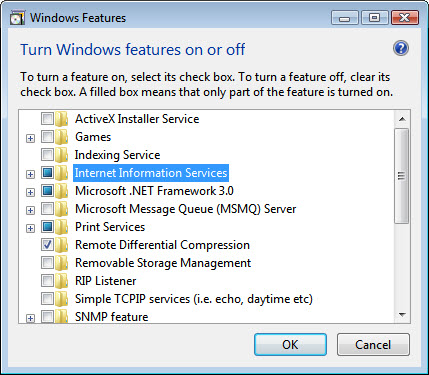 Windows Features
Turn Windows features on or off
To turn a feature on, select its check box. To turn a feature off, clear its
check box. A filled box means that only part of the feature is turned on.
ActiveX Installer Service
Games
Indexing Service
Internet Information Services
Microsoft .NET Framework 3.0
Microsoft Message Queue (MSMQ) Server
Print Services
Remote Differential Compression
Removable Storage Management
RIP Listener
Simple TCPIP services (i.e. echo, daytime etc)
SNMP feature
OK
Cancel